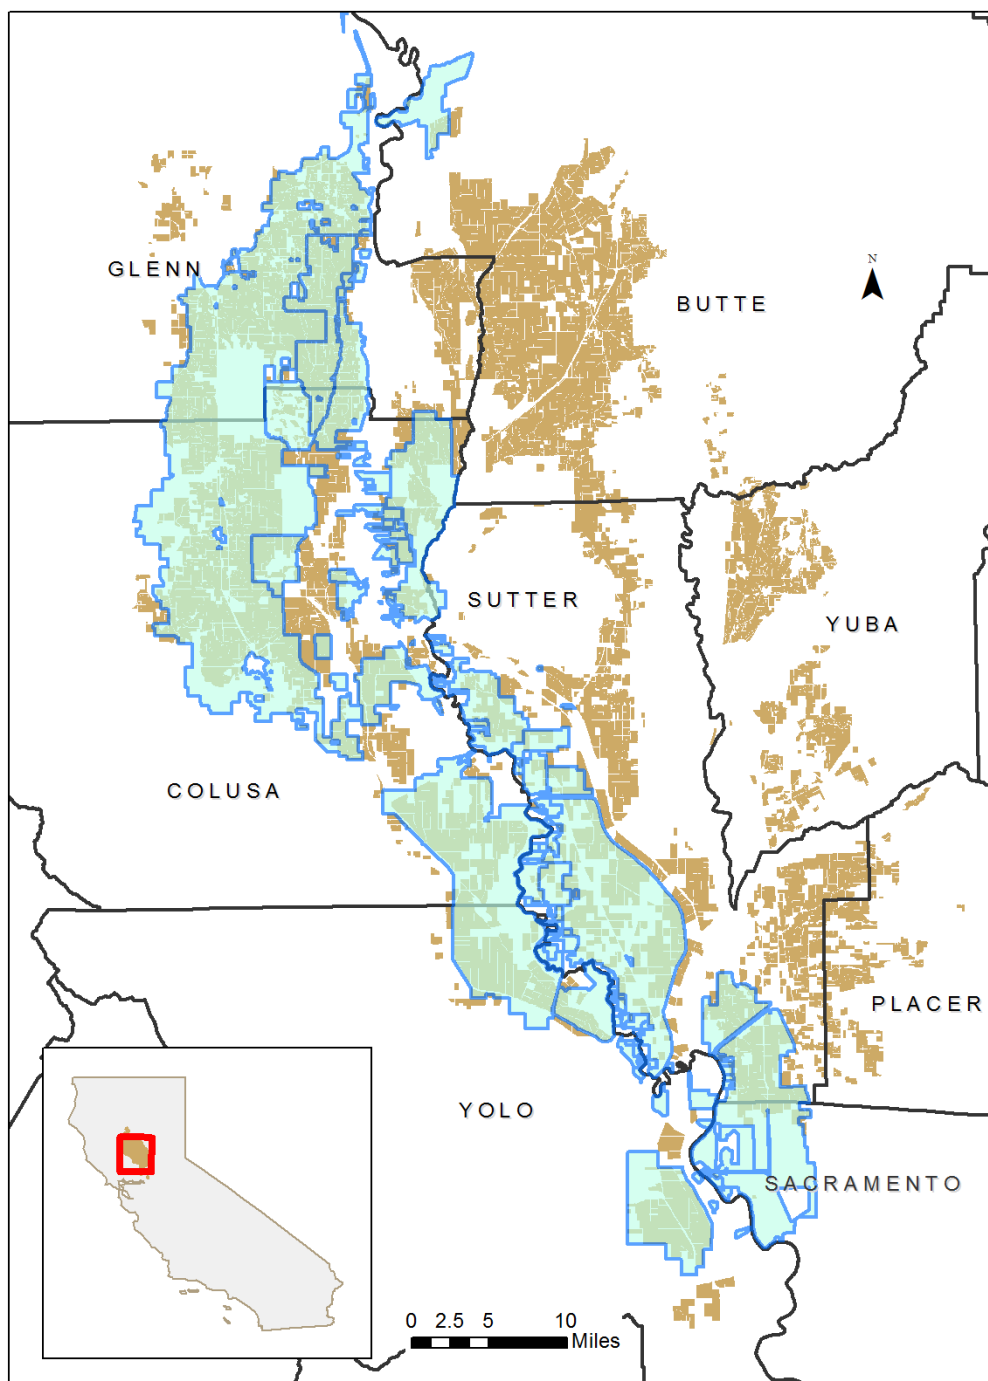 N
GLENN
BUTTE
SUTTER
YUBA
COLUSA
PLACER
YOLO
SACRAMENTO
0 2.5 5 10
Miles